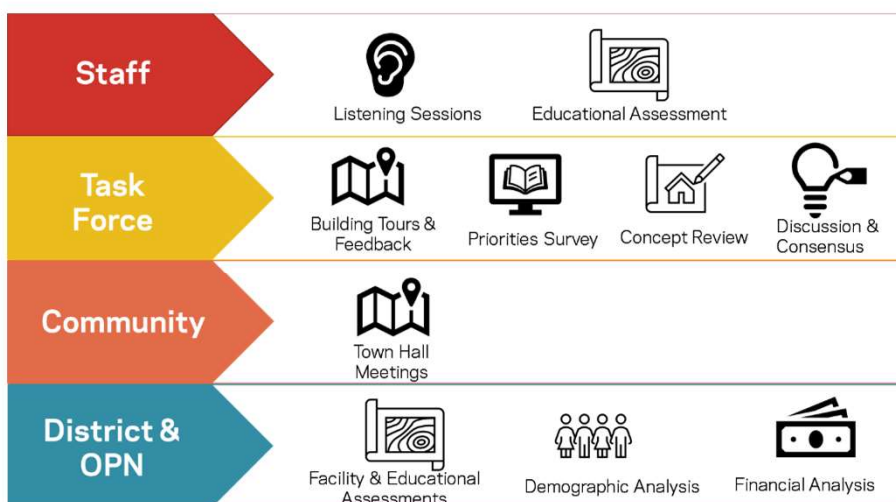 Staff
Listening Sessions
Educational Assessment
Task
Force
Building Tours &
Feedback
Priorities Survey
Concept Review
Discussion &
Consensus
Community
Town Hall
Meetings
District &
OPN
Facility & Educational
Assessments
Demographic Analysis
Financial Analysis